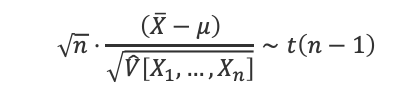 √n · (X̄ − μ) / √(V̂[X₁, …, Xₙ]) ~ t(n − 1)